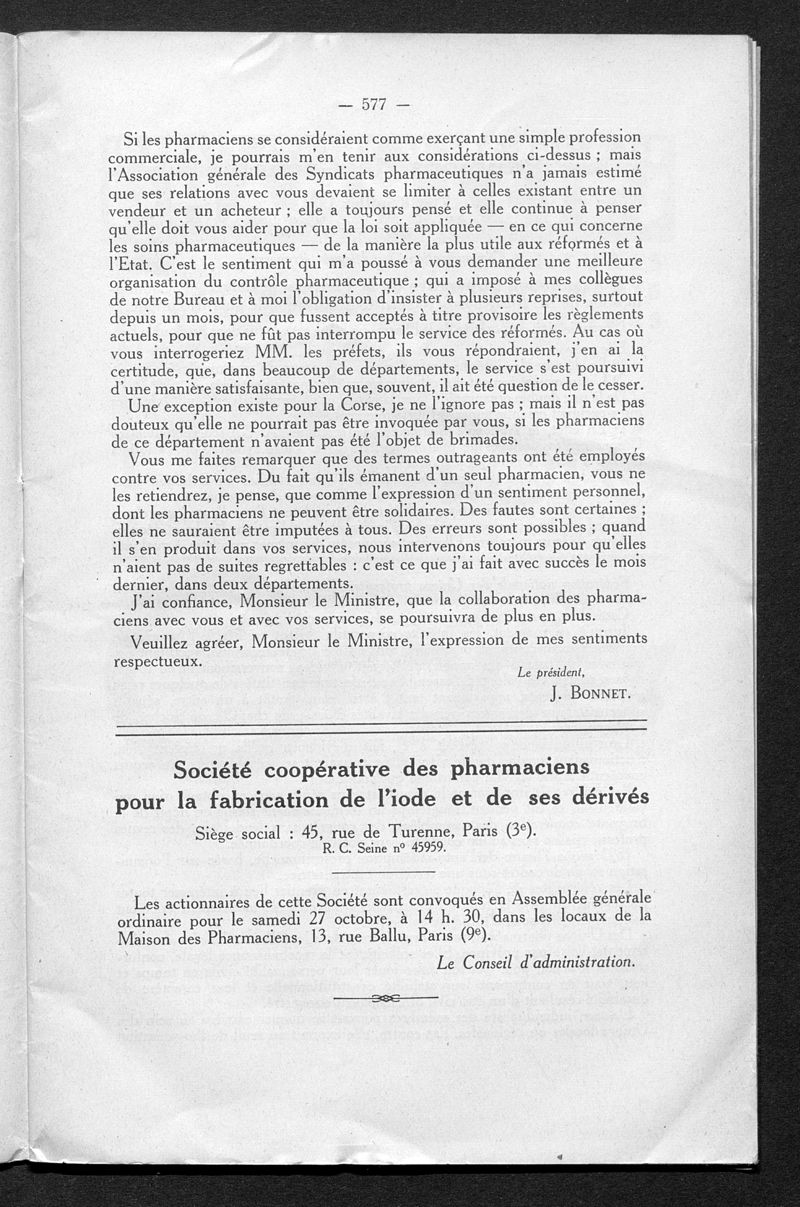 — 577 —
Si les pharmaciens se considéraient comme exerçant une simple profession
commerciale, je pourrais m'en tenir aux considérations ci-dessus ; mais
l'Association générale des Syndicats pharmaceutiques n'a jamais estimé
que ses relations avec vous devaient se limiter à celles existant entre un
vendeur et un acheteur ; elle a toujours pensé et elle continue à penser
qu'elle doit vous aider pour que la loi soit appliquée — en ce qui concerne
les soins pharmaceutiques — de la manière la plus utile aux réformés et à
l'Etat. C'est le sentiment qui m'a poussé à vous demander une meilleure
organisation du contrôle pharmaceutique ; qui a imposé à mes collègues
de notre Bureau et à moi l'obligation d'insister à plusieurs reprises, surtout
depuis un mois, pour que fussent acceptés à titre provisoire les règlements
actuels, pour que ne fût pas interrompu le service des réformés. Au cas où
vous interrogeriez MM. les préfets, ils vous répondraient, j'en ai la
certitude, que, dans beaucoup de départements, le service s'est poursuivi
d'une manière satisfaisante, bien que, souvent, il ait été question de le cesser.
Une exception existe pour la Corse, je ne l'ignore pas ; mais il n'est pas
douteux qu'elle ne pourrait pas être invoquée par vous, si les pharmaciens
de ce département n'avaient pas été l'objet de brimades.
Vous me faites remarquer que des termes outrageants ont été employés
contre vos services. Du fait qu'ils émanent d'un seul pharmacien, vous ne
les retiendrez, je pense, que comme l'expression d'un sentiment personnel,
dont les pharmaciens ne peuvent être solidaires. Des fautes sont certaines ;
elles ne sauraient être imputées à tous. Des erreurs sont possibles ; quand
il s'en produit dans vos services, nous intervenons toujours pour qu'elles
n'aient pas de suites regrettables : c'est ce que j'ai fait avec succès le mois
dernier, dans deux départements.
J'ai confiance, Monsieur le Ministre, que la collaboration des pharma-
ciens avec vous et avec vos services, se poursuivra de plus en plus.
Veuillez agréer, Monsieur le Ministre, l'expression de mes sentiments
respectueux.
Le président,
J. BONNET.
Société coopérative des pharmaciens
pour la fabrication de l'iode et de ses dérivés
Siège social : 45, rue de Turenne, Paris (3e).
R. C. Seine no 45959.
Les actionnaires de cette Société sont convoqués en Assemblée générale
ordinaire pour le samedi 27 octobre, à 14 h. 30, dans les locaux de la
Maison des Pharmaciens, 13, rue Ballu, Paris (9e).
Le Conseil d'administration.